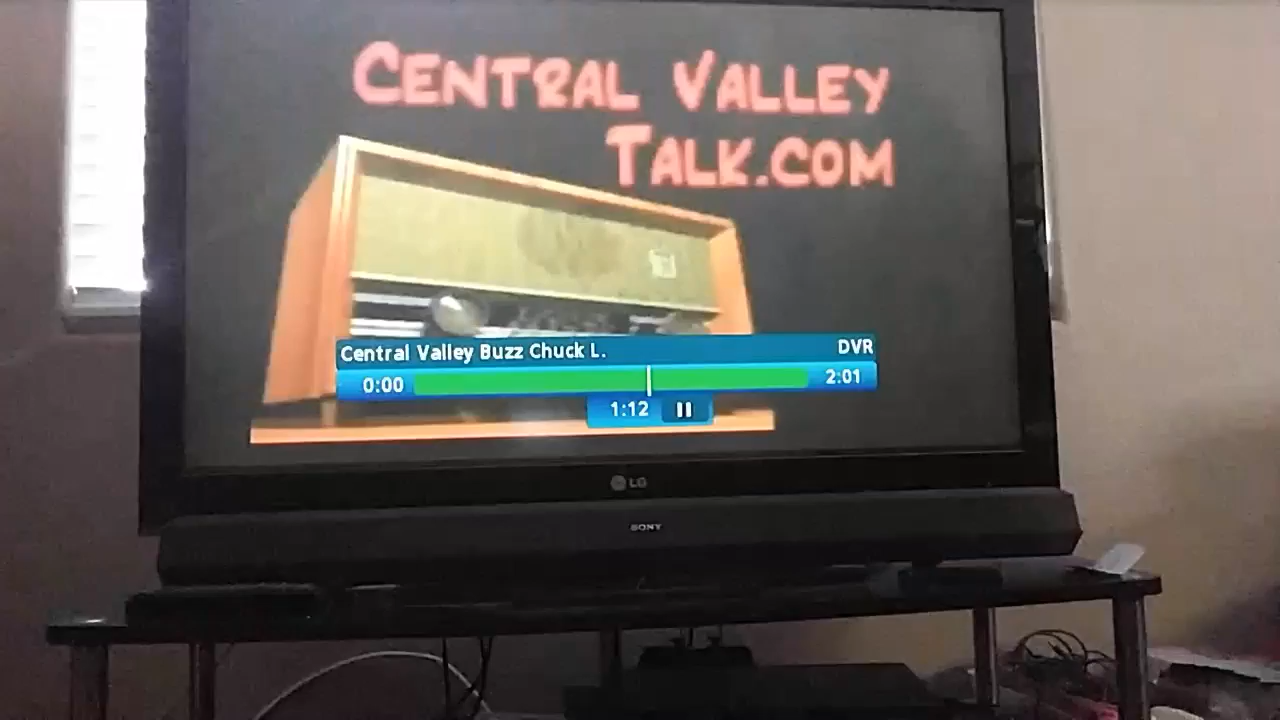 CENTRAL VALLEY
TALK.COM
Central Valley Buzz Chuck L.
DVR
0:00
2:01
1:12
LG
SONY